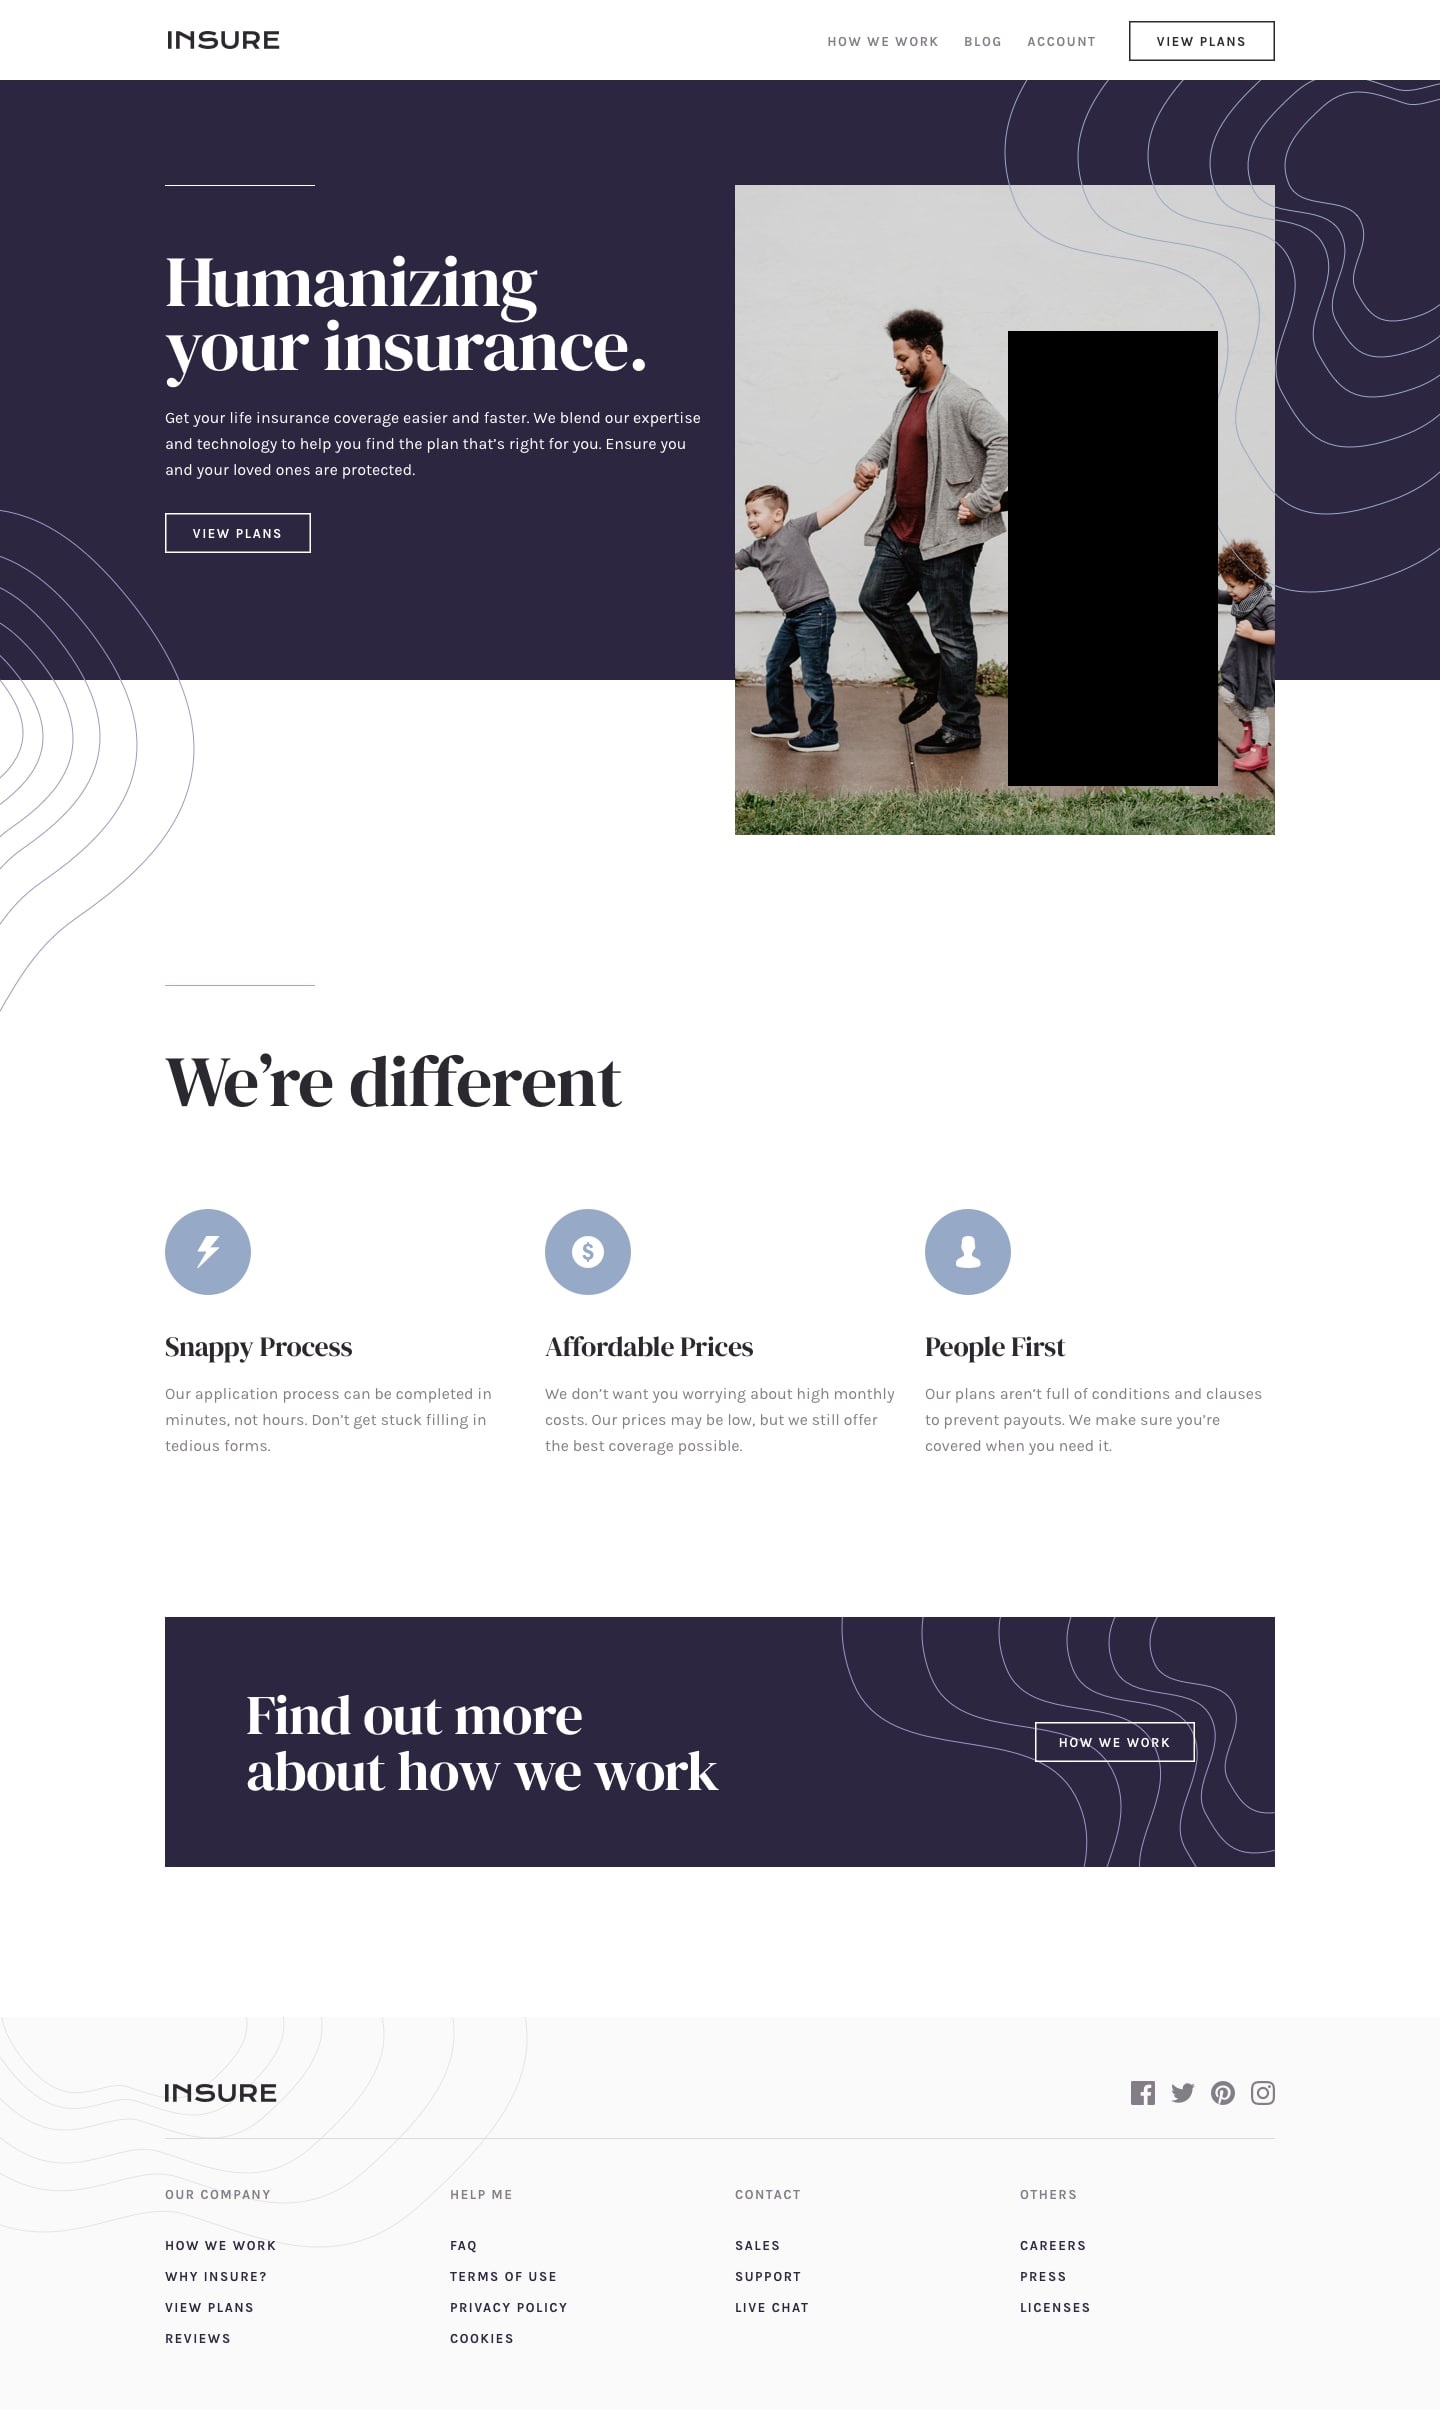 INSURE
HOW WE WORK BLOG ACCOUNT VIEW PLANS
Humanizing
your insurance.
Get your life insurance coverage easier and faster. We blend our expertise
and technology to help you find the plan that’s right for you. Ensure you
and your loved ones are protected.
VIEW PLANS
We’re different
Snappy Process
Our application process can be completed in
minutes, not hours. Don’t get stuck filling in
tedious forms.
Affordable Prices
We don’t want you worrying about high monthly
costs. Our prices may be low, but we still offer
the best coverage possible.
People First
Our plans aren’t full of conditions and clauses
to prevent payouts. We make sure you’re
covered when you need it.
Find out more
about how we work
HOW WE WORK
INSURE
OUR COMPANY
HOW WE WORK
WHY INSURE?
VIEW PLANS
REVIEWS
HELP ME
FAQ
TERMS OF USE
PRIVACY POLICY
COOKIES
CONTACT
SALES
SUPPORT
LIVE CHAT
OTHERS
CAREERS
PRESS
LICENSES